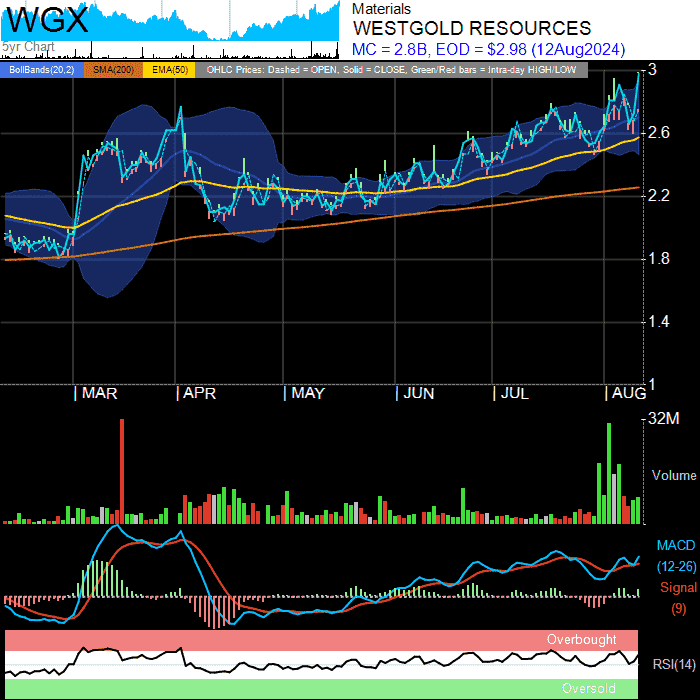 WGX
5yr Chart
Materials
WESTGOLD RESOURCES
MC = 2.8B, EOD = $2.98 (12Aug2024)
BollBands(20,2) SMA(200) EMA(50) OHLC Prices: Dashed = OPEN, Solid = CLOSE, Green/Red bars = Intra-day HIGH/LOW
3
2.6
2.2
1.8
1.4
1
MAR APR MAY JUN JUL AUG
32M
Volume
MACD
(12-26)
Signal
(9)
Overbought
RSI(14)
Oversold